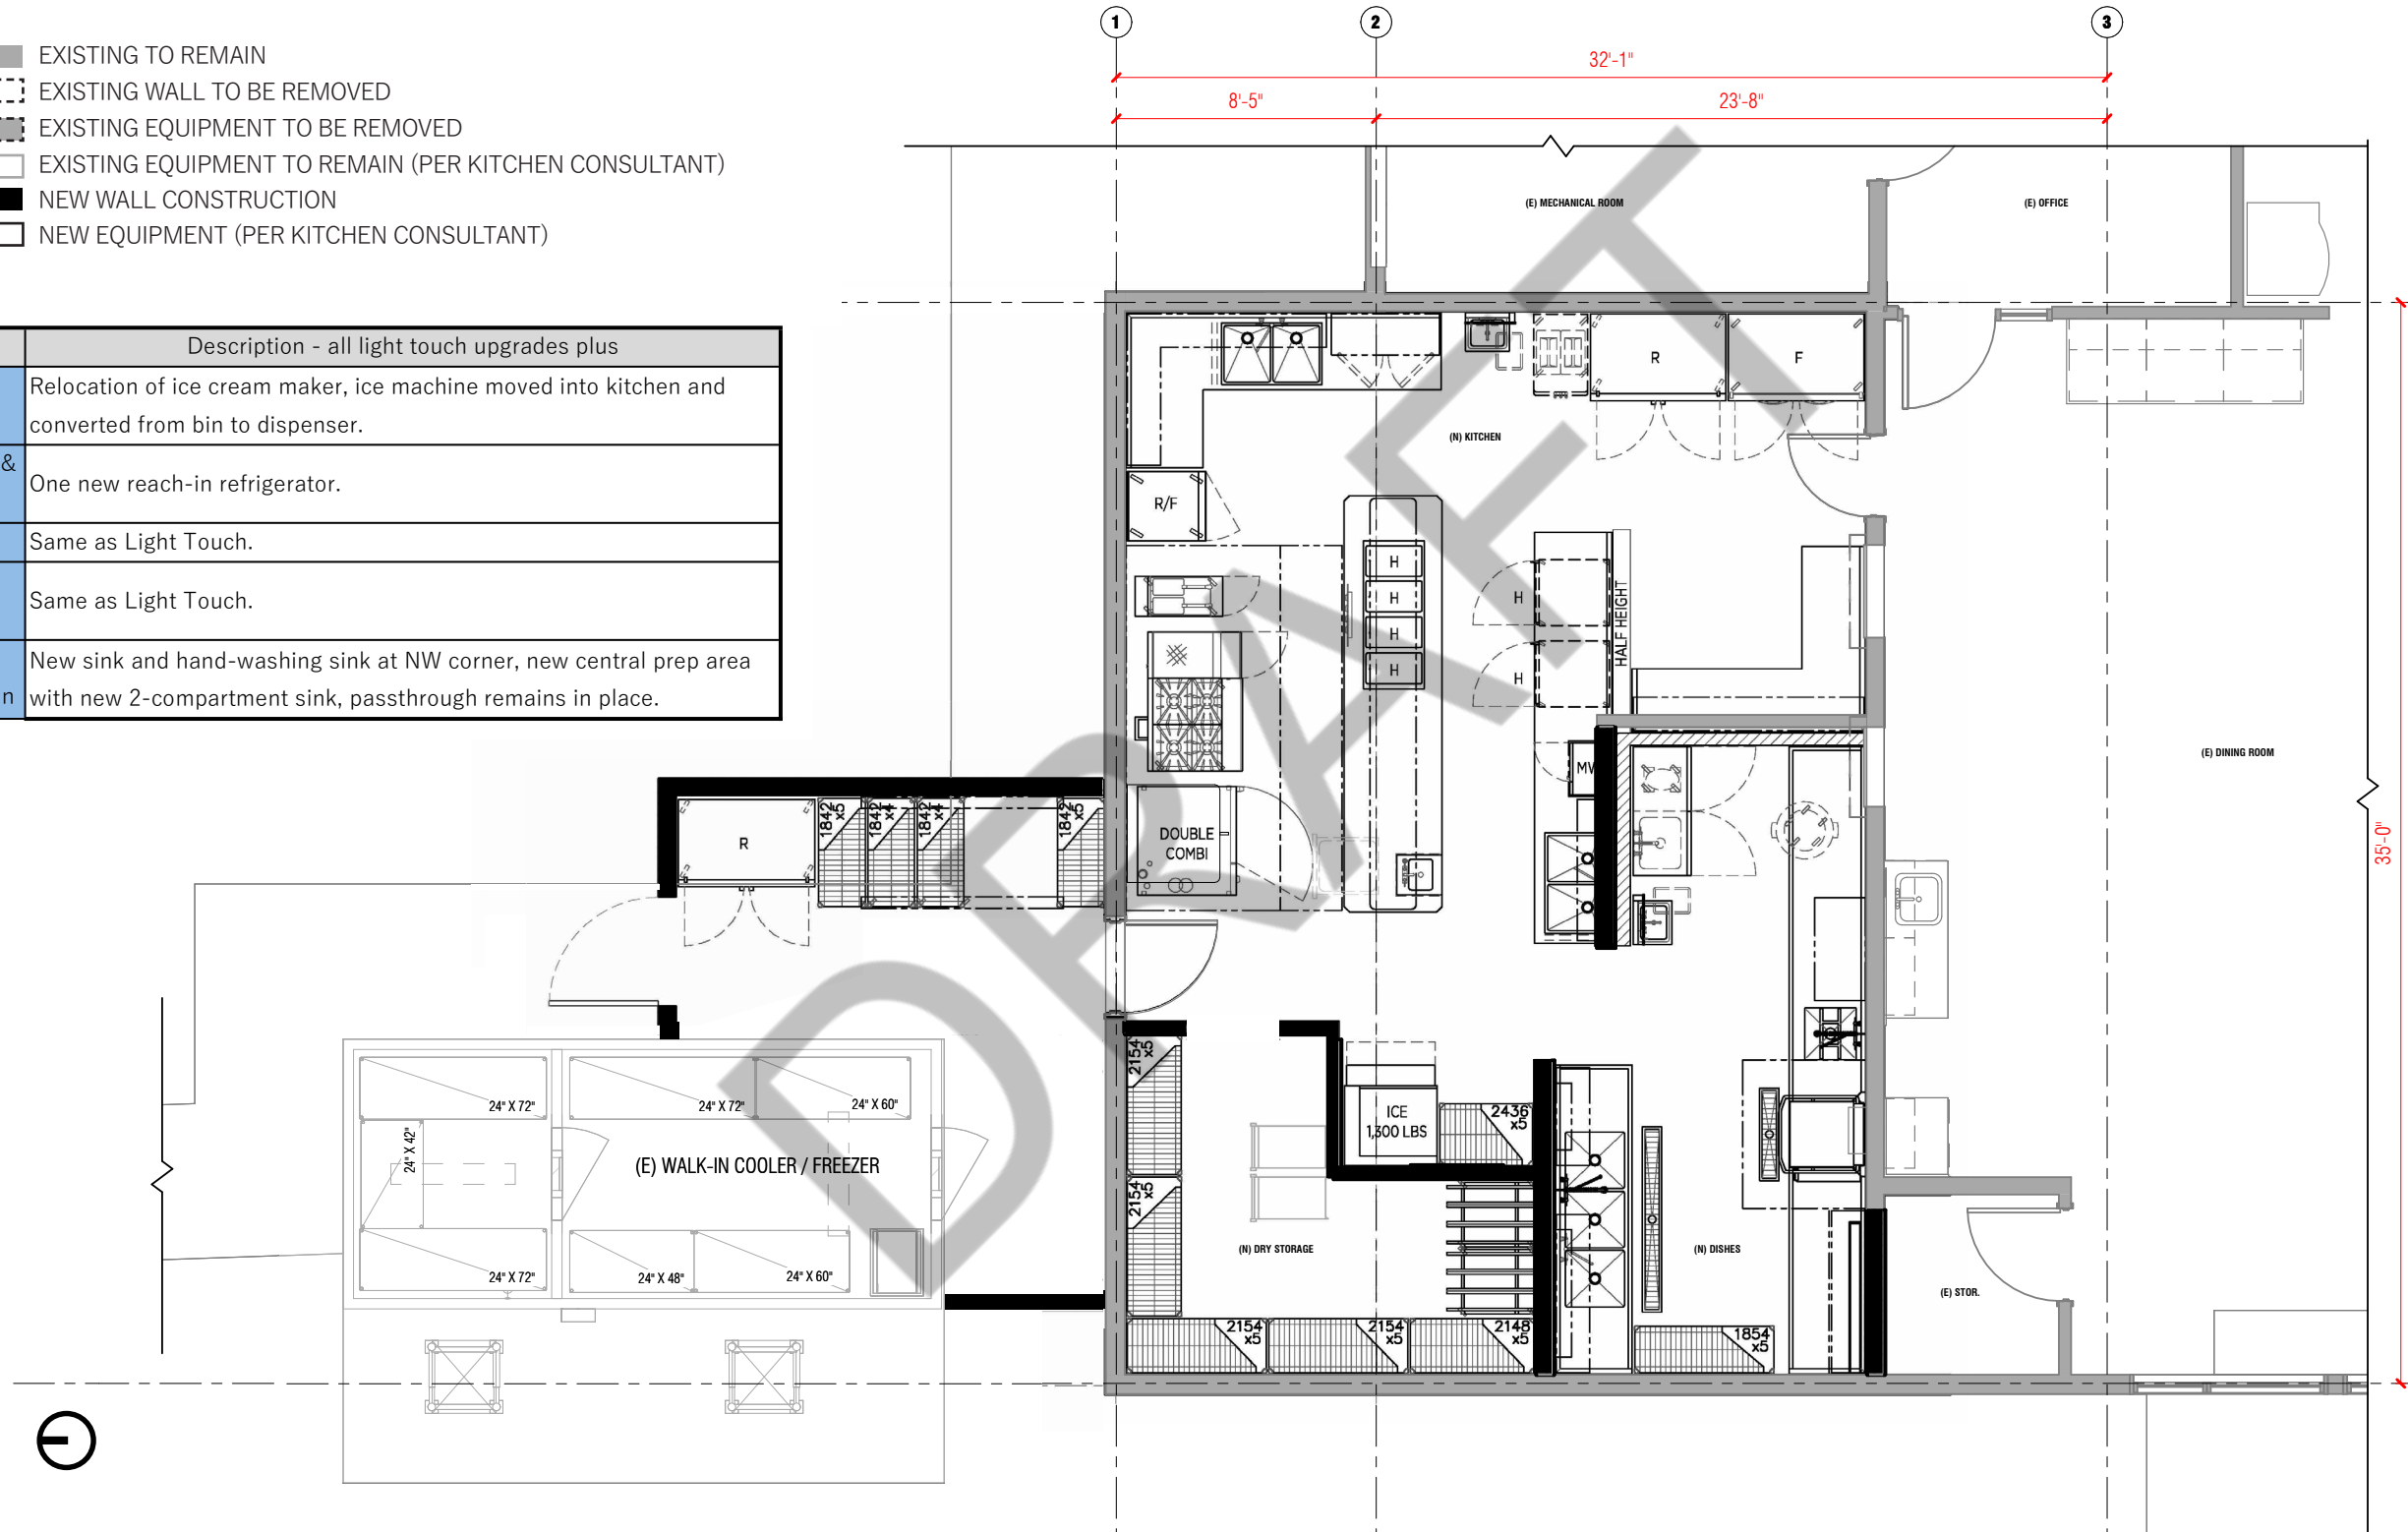 1
2
3
32'-1"
8'-5"
23'-8"
EXISTING TO REMAIN
EXISTING WALL TO BE REMOVED
EXISTING EQUIPMENT TO BE REMOVED
EXISTING EQUIPMENT TO REMAIN (PER KITCHEN CONSULTANT)
NEW WALL CONSTRUCTION
NEW EQUIPMENT (PER KITCHEN CONSULTANT)
Description - all light touch upgrades plus
Relocation of ice cream maker, ice machine moved into kitchen and
converted from bin to dispenser.
&
One new reach-in refrigerator.
Same as Light Touch.
Same as Light Touch.
New sink and hand-washing sink at NW corner, new central prep area
n with new 2-compartment sink, passthrough remains in place.
(E) MECHANICAL ROOM
(E) OFFICE
R
F
(N) KITCHEN
R/F
H
H
H
H
H
H
HALF HEIGHT
MW
(E) DINING ROOM
35'-0"
R
1842
x5
1842
x4
1842
x4
1842
x5
DOUBLE
COMBI
2154
x5
2154
x5
ICE
1,300 LBS
2436
x5
24" X 72"
24" X 72"
24" X 60"
24" X 42"
(E) WALK-IN COOLER / FREEZER
24" X 72"
24" X 48"
24" X 60"
(N) DRY STORAGE
(N) DISHES
(E) STOR.
2154
x5
2154
x5
2148
x5
1854
x5
DRAFT